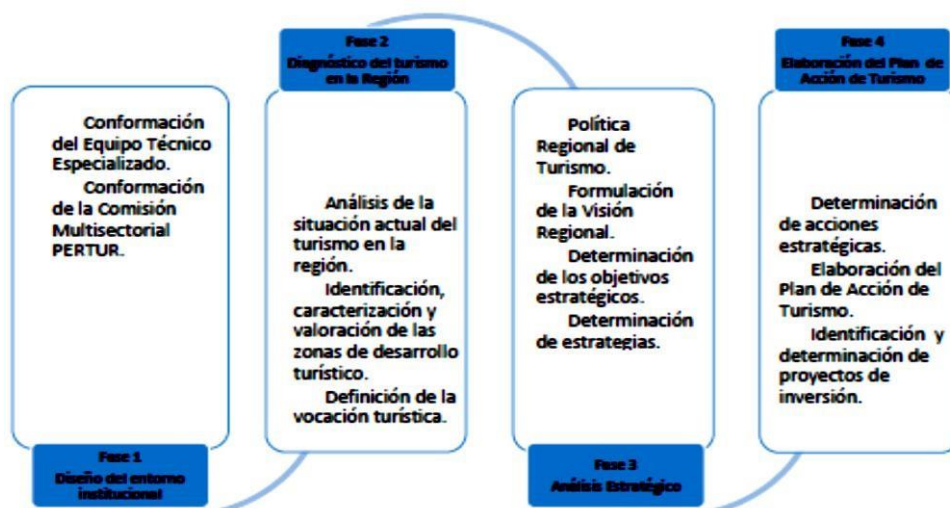 Conformación
del Equipo Técnico
Especializado.
Conformación
de la Comisión
Multisectorial
PERTUR.
Fase 1
Diseño del entorno
institucional
Fase 2
Diagnóstico del turismo
en la Región
Análisis de la
situación actual del
turismo en la
región.
Identificación,
caracterización y
valoración de las
zonas de desarrollo
turístico.
Definición de la
vocación turística.
Política
Regional de
Turismo.
Formulación
de la Visión
Regional.
Determinación
de los objetivos
estratégicos.
Determinación
de estrategias.
Fase 3
Análisis Estratégico
Fase 4
Elaboración del Plan de
Acción de Turismo
Determinación
de acciones
estratégicas.
Elaboración del
Plan de Acción de
Turismo.
Identificación y
determinación de
proyectos de
inversión.